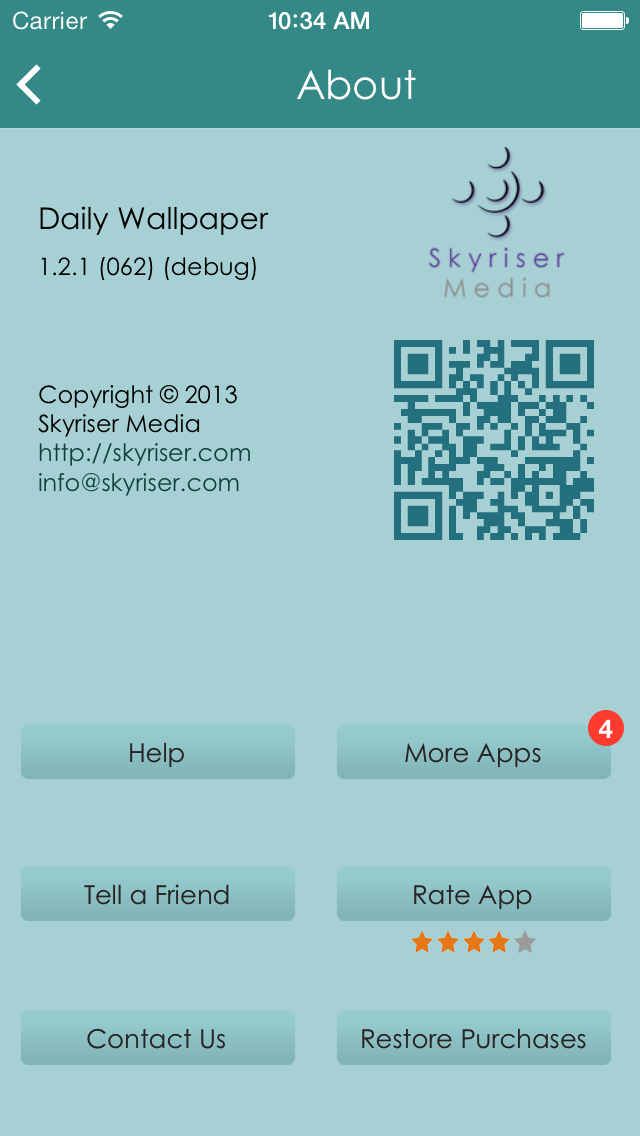 Carrier 10:34 AM
About
Daily Wallpaper
1.2.1 (062) (debug)
Skyriser
Media
Copyright © 2013
Skyriser Media
http://skyriser.com
info@skyriser.com
4
Help More Apps
Tell a Friend Rate App
Contact Us Restore Purchases